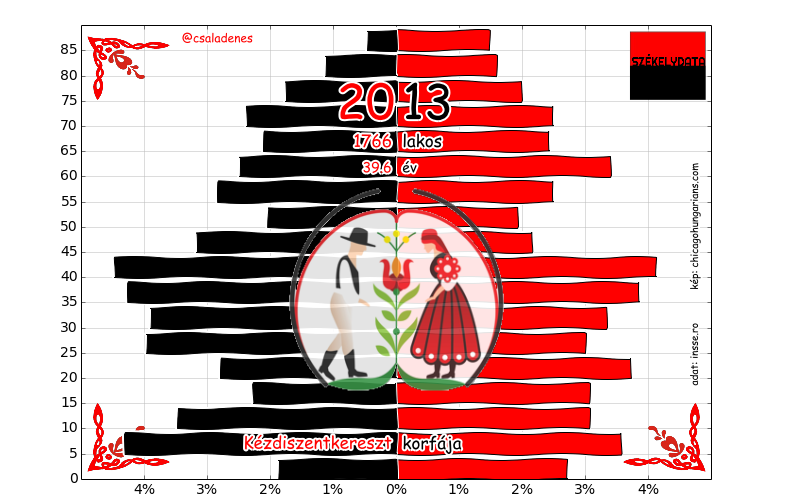 @csaladenes
SZÉKELYDATA
2013
1766 lakos
39.6 év
kép: chicagohungarians.com
adat: insse.ro
Kézdiszentkereszt korfája
85
80
75
70
65
60
55
50
45
40
35
30
25
20
15
10
5
0
4% 3% 2% 1% 0% 1% 2% 3% 4%